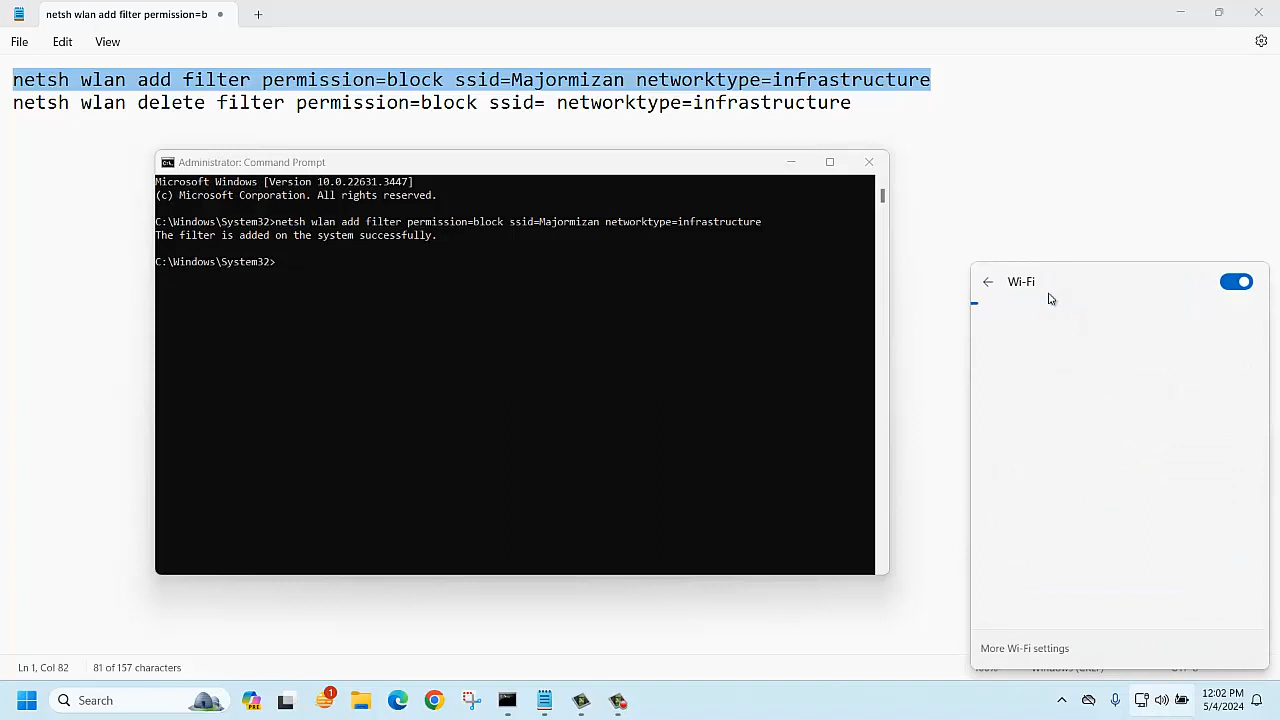 netsh wlan add filter permission=b
File
Edit
View
netsh wlan add filter permission=block ssid=Majormizan networktype=infrastructure
netsh wlan delete filter permission=block ssid= networktype=infrastructure
Administrator: Command Prompt
Microsoft Windows [Version 10.0.22631.3447]
(c) Microsoft Corporation. All rights reserved.
C:\Windows\System32>netsh wlan add filter permission=block ssid=Majormizan networktype=infrastructure
The filter is added on the system successfully.
C:\Windows\System32>
Wi-Fi
More Wi-Fi settings
Ln 1, Col 82
81 of 157 characters
Search
PRE
1
12:02 PM
5/4/2024